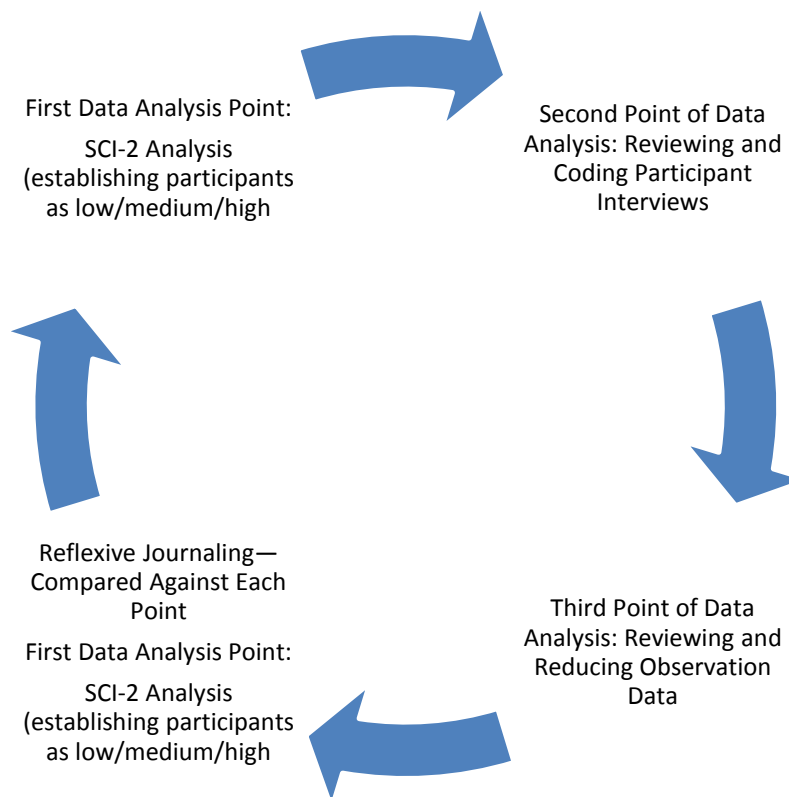 First Data Analysis Point:
SCI-2 Analysis
(establishing participants
as low/medium/high
Second Point of Data
Analysis: Reviewing and
Coding Participant
Interviews
Third Point of Data
Analysis: Reviewing and
Reducing Observation
Data
Reflexive Journaling—
Compared Against Each
Point
First Data Analysis Point:
SCI-2 Analysis
(establishing participants
as low/medium/high